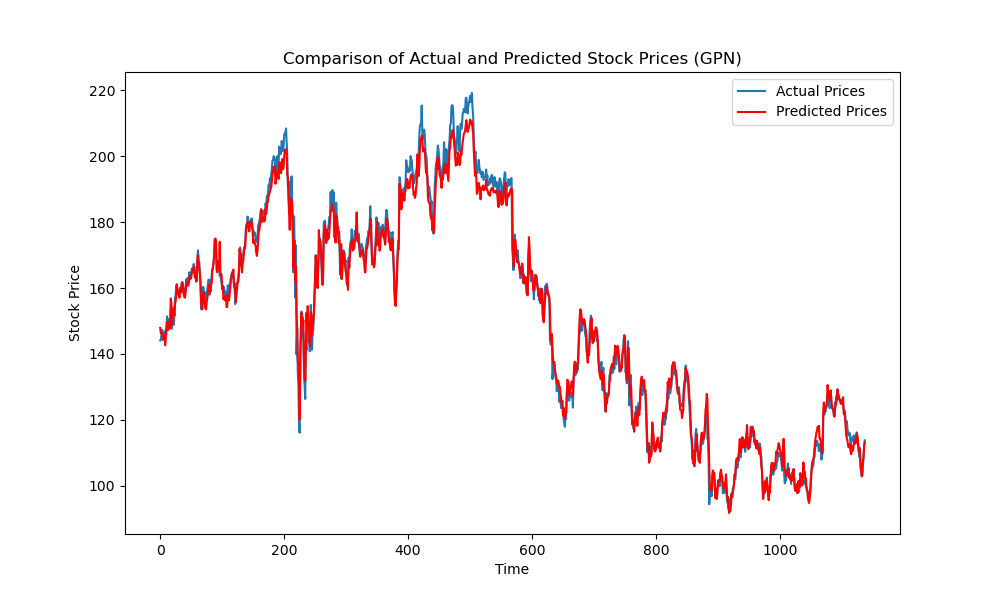 Comparison of Actual and Predicted Stock Prices (GPN)
Actual Prices
Predicted Prices
Stock Price
220
200
180
160
140
120
100
0 200 400 600 800 1000
Time